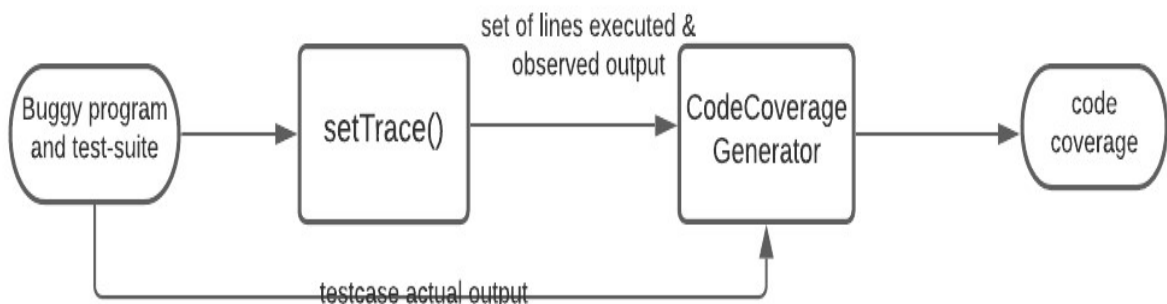 Buggy program
and test-suite
setTrace()
set of lines executed &
observed output
CodeCoverage
Generator
code
coverage
testcase actual output